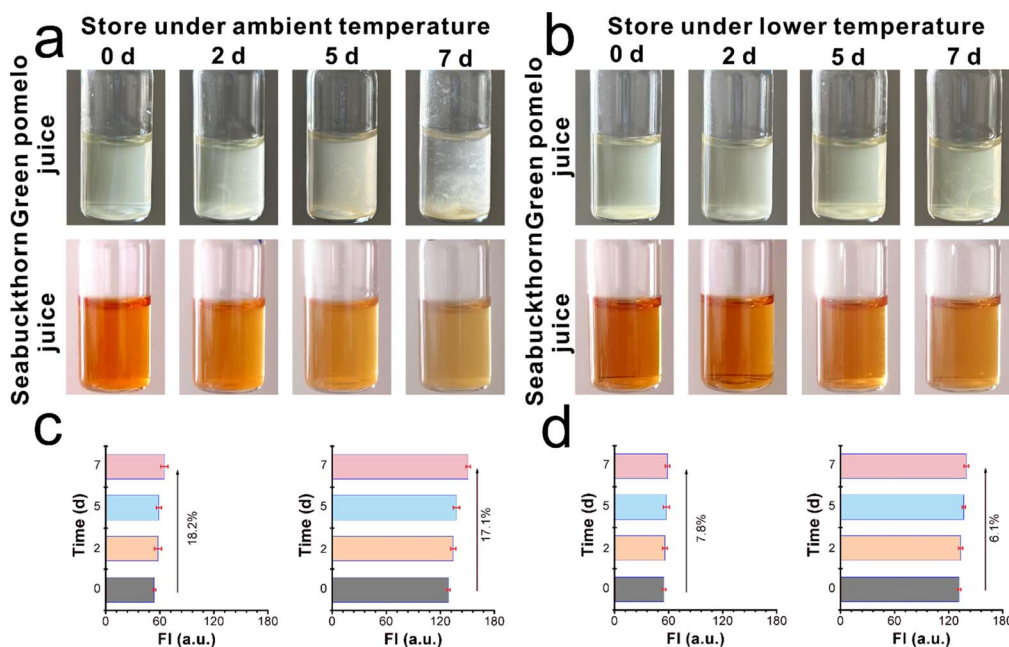 a
Store under ambient temperature
0 d 2 d 5 d 7 d
Green pomelo
juice
Seabuckthorn
juice
b
Store under lower temperature
0 d 2 d 5 d 7 d
Green pomelo
juice
Seabuckthorn
juice
c
Time (d)
7
5
2
0
18.2%
0 60 120 180
FI (a.u.)
Time (d)
7
5
2
0
17.1%
0 60 120 180
FI (a.u.)
d
Time (d)
7
5
2
0
7.8%
0 60 120 180
FI (a.u.)
Time (d)
7
5
2
0
6.1%
0 60 120 180
FI (a.u.)